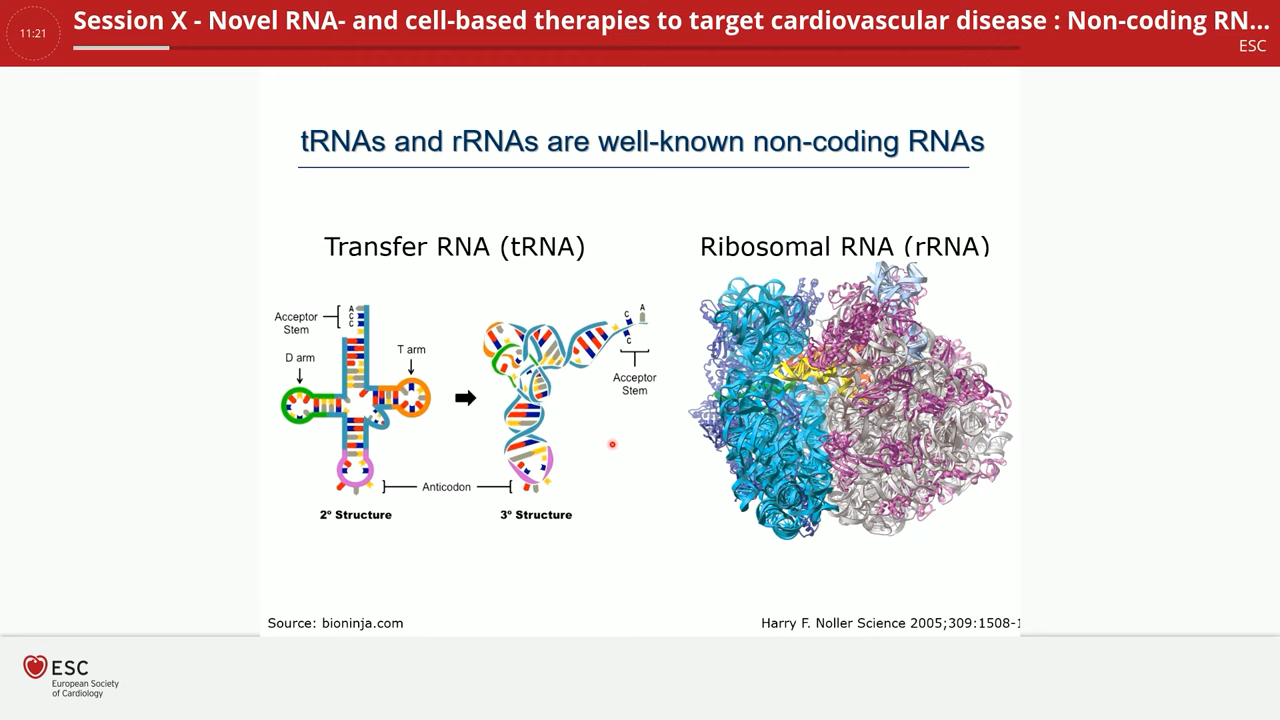 11:21
Session X - Novel RNA- and cell-based therapies to target cardiovascular disease : Non-coding RN...
ESC
tRNAs and rRNAs are well-known non-coding RNAs
Transfer RNA (tRNA)
Ribosomal RNA (rRNA)
Acceptor
Stem
A
C
C
D arm
T arm
A
C
C
Acceptor
Stem
Anticodon
2° Structure
3° Structure
Source: bioninja.com
Harry F. Noller Science 2005;309:1508-1
ESC
European Society
of Cardiology